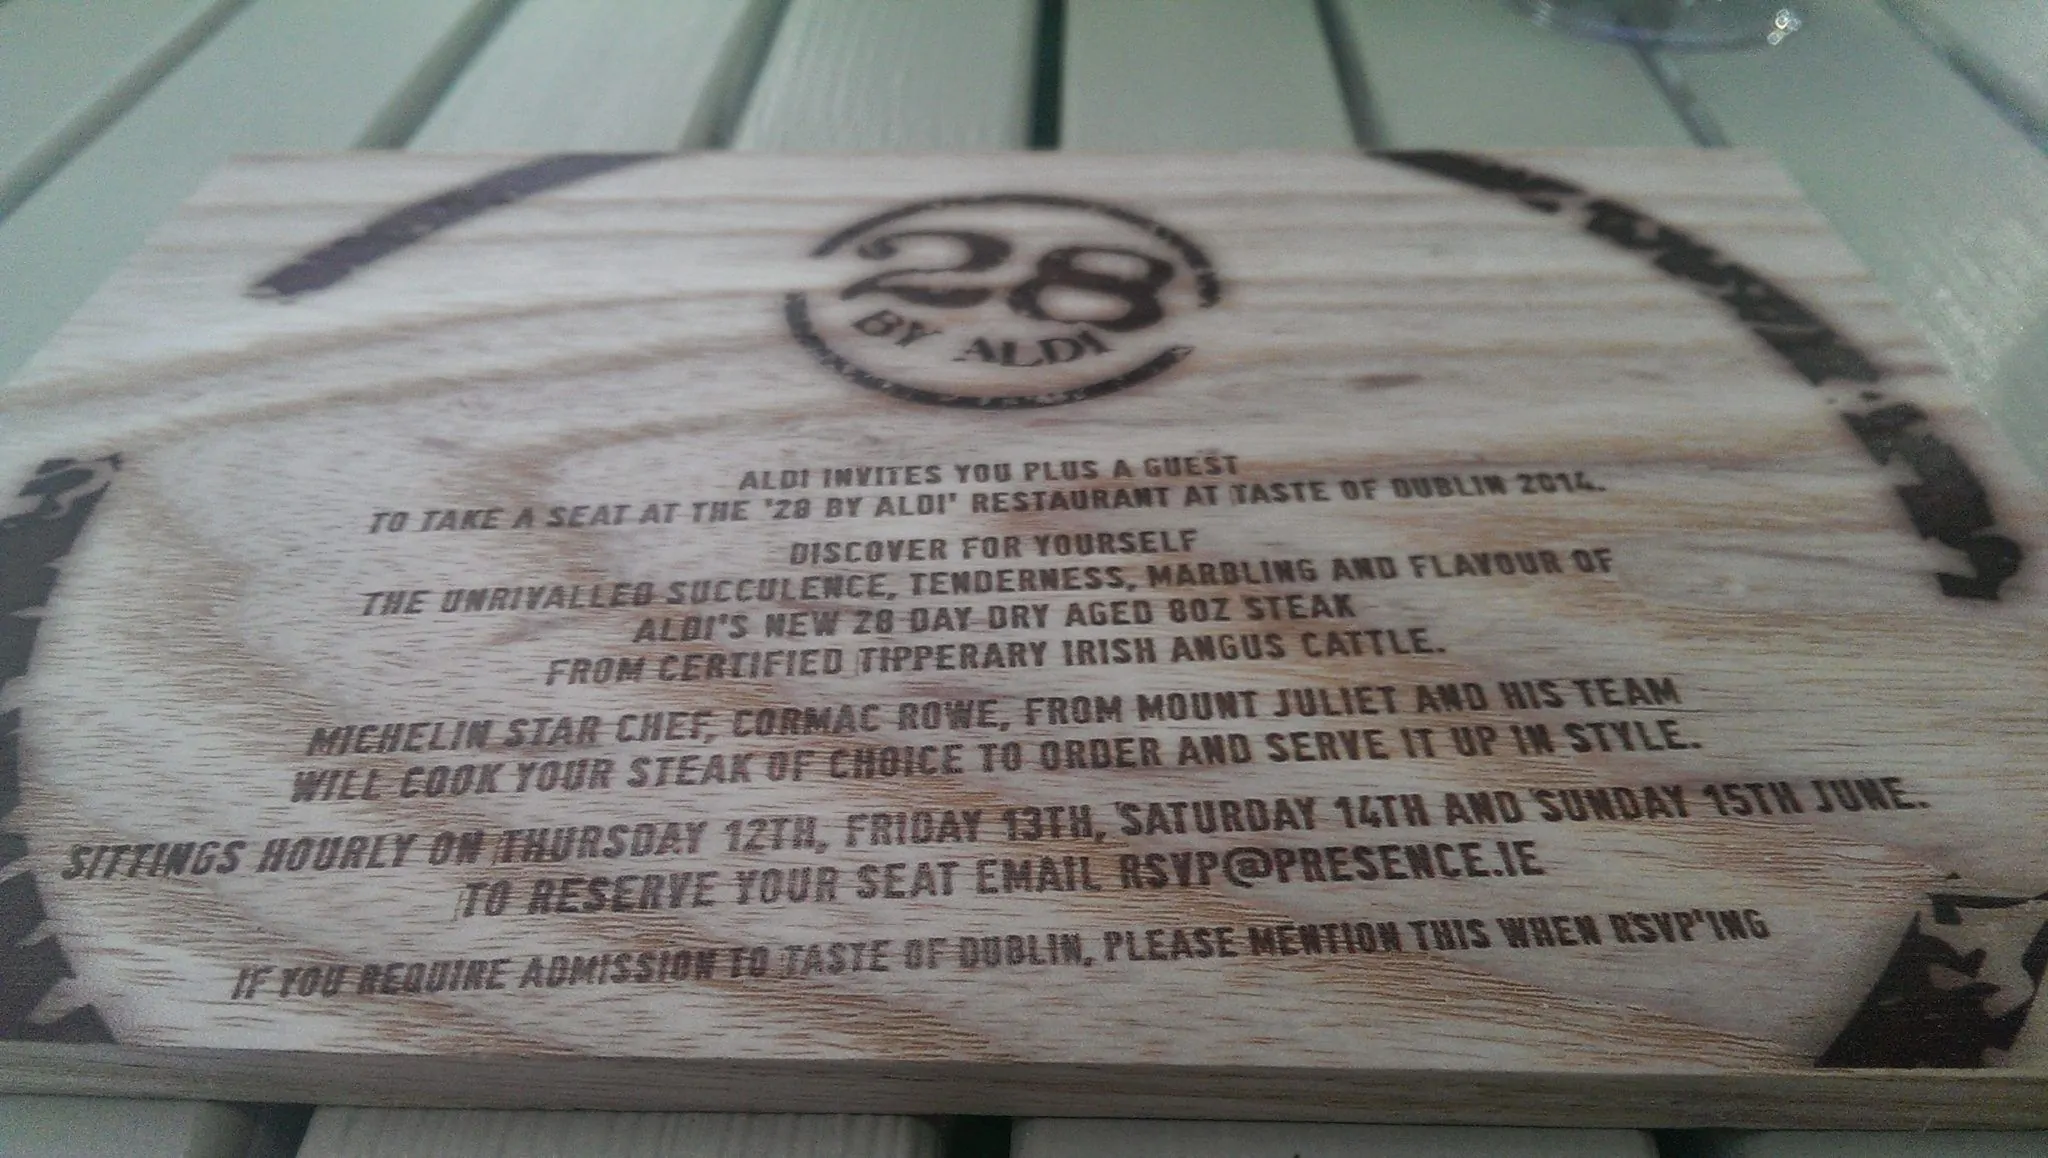 28
BY ALDI
ALDI INVITES YOU PLUS A GUEST
TO TAKE A SEAT AT THE '28 BY ALDI' RESTAURANT AT TASTE OF DUBLIN 2014.
DISCOVER FOR YOURSELF
THE UNRIVALLED SUCCULENCE, TENDERNESS, MARBLING AND FLAVOUR OF
ALDI'S NEW 28 DAY DRY AGED 8OZ STEAK
FROM CERTIFIED TIPPERARY IRISH ANGUS CATTLE.
MICHELIN STAR CHEF, CORMAC ROWE, FROM MOUNT JULIET AND HIS TEAM
WILL COOK YOUR STEAK OF CHOICE TO ORDER AND SERVE IT UP IN STYLE.
SITTINGS HOURLY ON THURSDAY 12TH, FRIDAY 13TH, SATURDAY 14TH AND SUNDAY 15TH JUNE.
TO RESERVE YOUR SEAT EMAIL RSVP@PRESENCE.IE
IF YOU REQUIRE ADMISSION TO TASTE OF DUBLIN, PLEASE MENTION THIS WHEN RSVP'ING